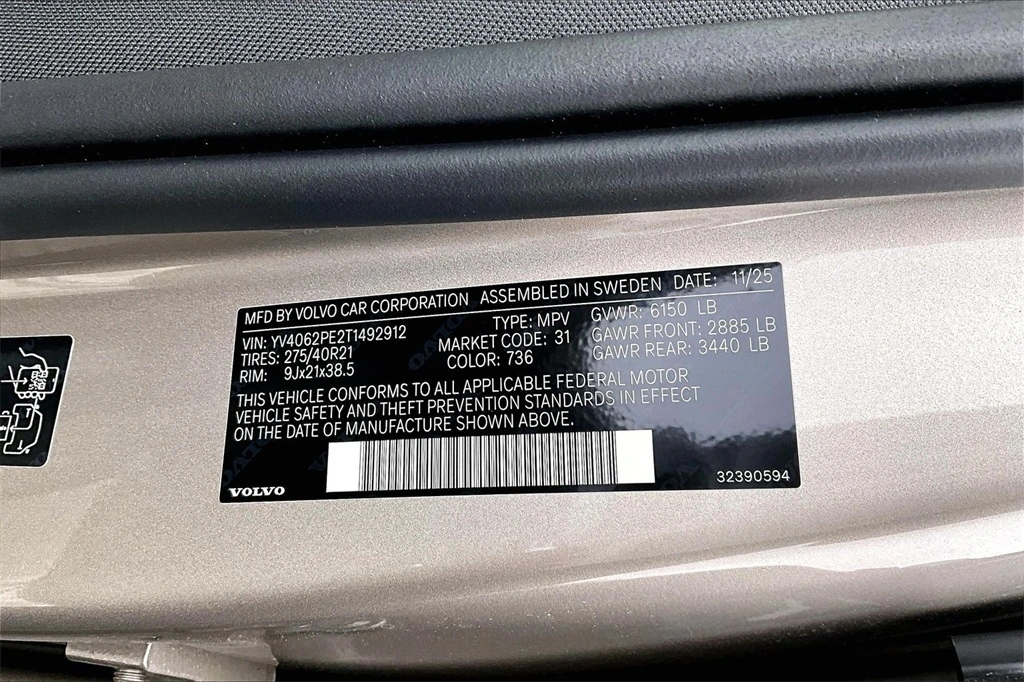 MFD BY VOLVO CAR CORPORATION ASSEMBLED IN SWEDEN DATE: 11/25
VIN: YV4062PE2T1492912 TYPE: MPV GVWR: 6150 LB
TIRES: 275/40R21 MARKET CODE: 31 GAWR FRONT: 2885 LB
RIM: 9Jx21x38.5 COLOR: 736 GAWR REAR: 3440 LB
THIS VEHICLE CONFORMS TO ALL APPLICABLE FEDERAL MOTOR
VEHICLE SAFETY AND THEFT PREVENTION STANDARDS IN EFFECT
ON THE DATE OF MANUFACTURE SHOWN ABOVE.
VOLVO 32390594